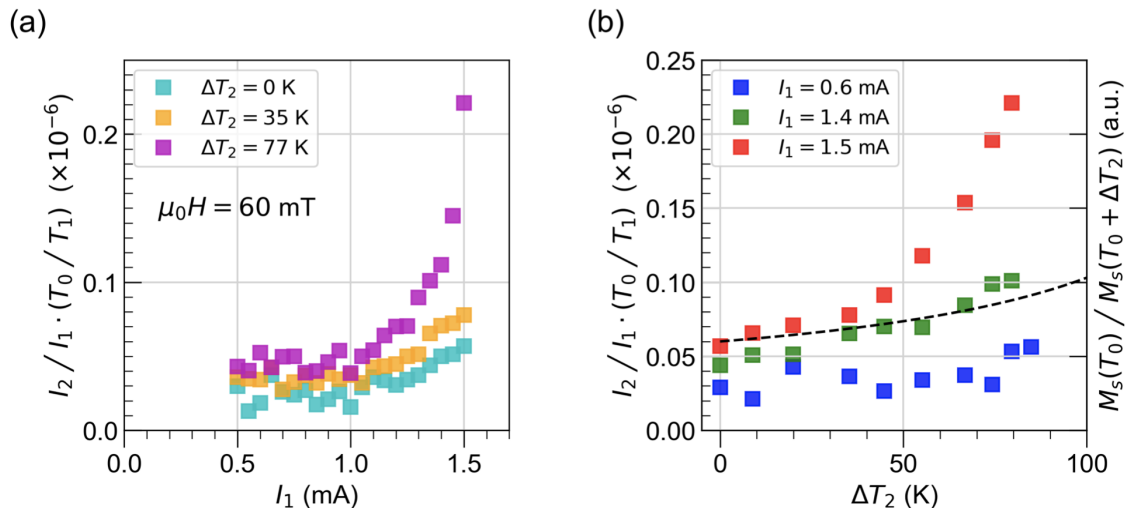 (a)
I₂ / I₁ · (T₀ / T₁) (×10⁻⁶)
0.2
0.1
0.0
ΔT₂ = 0 K
ΔT₂ = 35 K
ΔT₂ = 77 K
μ₀H = 60 mT
0.0 0.5 1.0 1.5
I₁ (mA)
(b)
I₂ / I₁ · (T₀ / T₁) (×10⁻⁶)
0.25
0.20
0.15
0.10
0.05
0.00
I₁ = 0.6 mA
I₁ = 1.4 mA
I₁ = 1.5 mA
0 50 100
ΔT₂ (K)
Mₛ(T₀) / Mₛ(T₀ + ΔT₂) (a.u.)